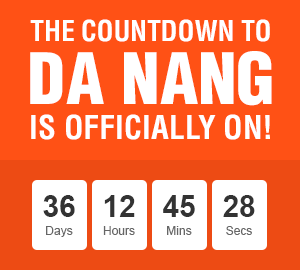 THE COUNTDOWN TO
DA NANG
IS OFFICIALLY ON!
36 12 45 28
Days Hours Mins Secs